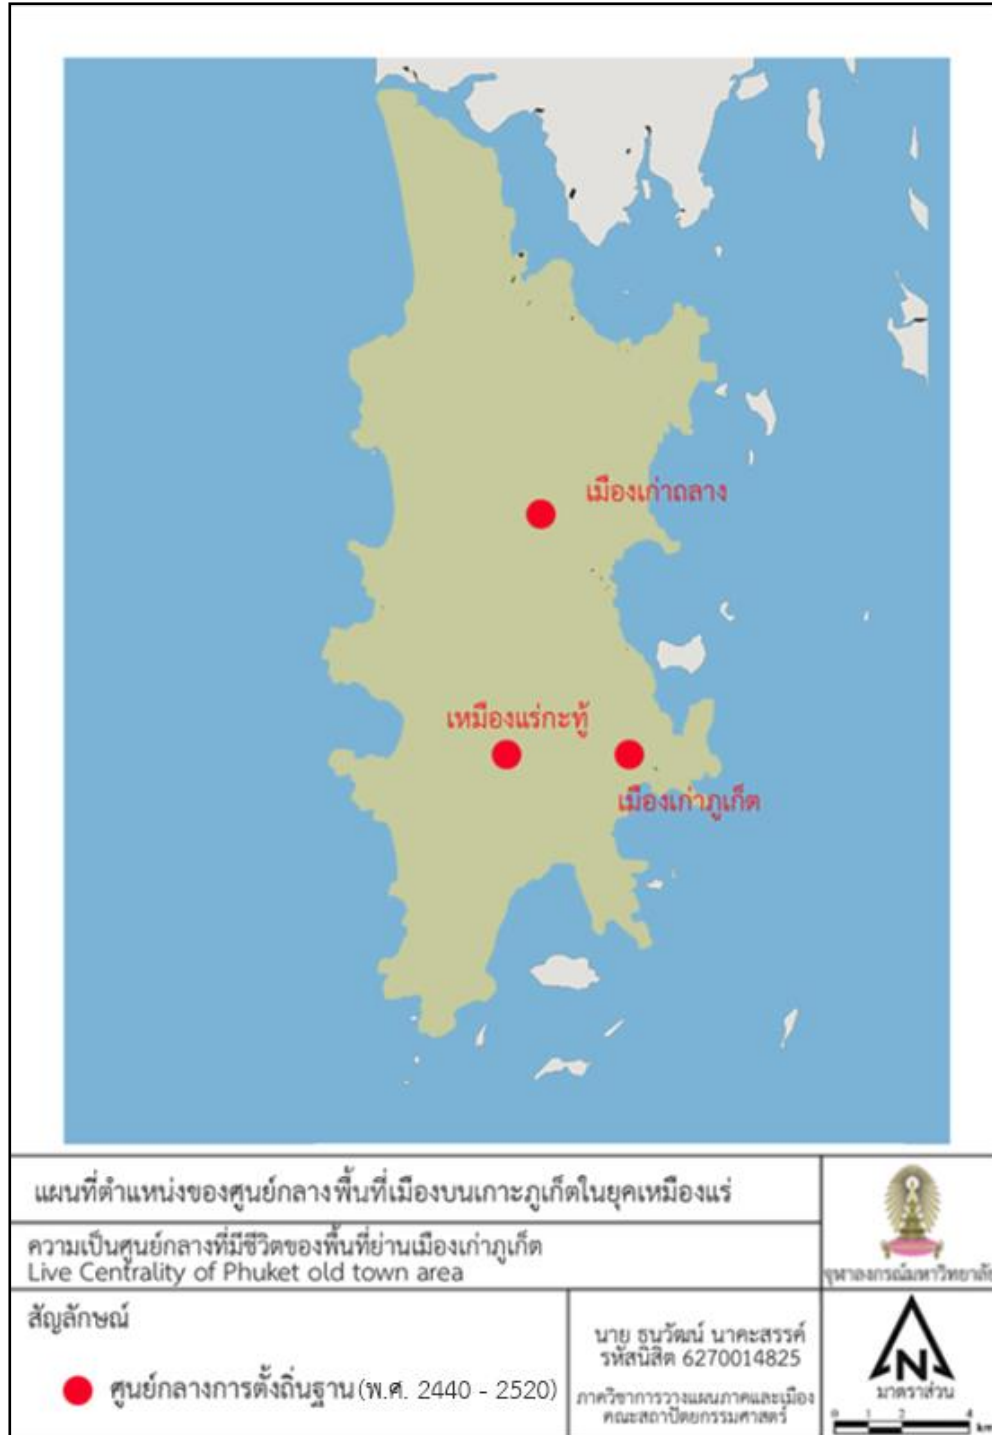 เมืองเก่าถลาง
เหมืองแร่กะทู้
เมืองเก่าภูเก็ต
แผนที่ตำแหน่งของศูนย์กลางพื้นที่เมืองบนเกาะภูเก็ตในยุคเหมืองแร่
ความเป็นศูนย์กลางที่มีชีวิตของพื้นที่ย่านเมืองเก่าภูเก็ต
Live Centrality of Phuket old town area
จุฬาลงกรณ์มหาวิทยาลัย
สัญลักษณ์
ศูนย์กลางการตั้งถิ่นฐาน (พ.ศ. 2440 - 2520)
นาย ธนวัฒน์ นาคะสรรค์
รหัสนิสิต 6270014825
ภาควิชาการวางแผนภาคและเมือง
คณะสถาปัตยกรรมศาสตร์
N
มาตราส่วน
0 1 2 4
km